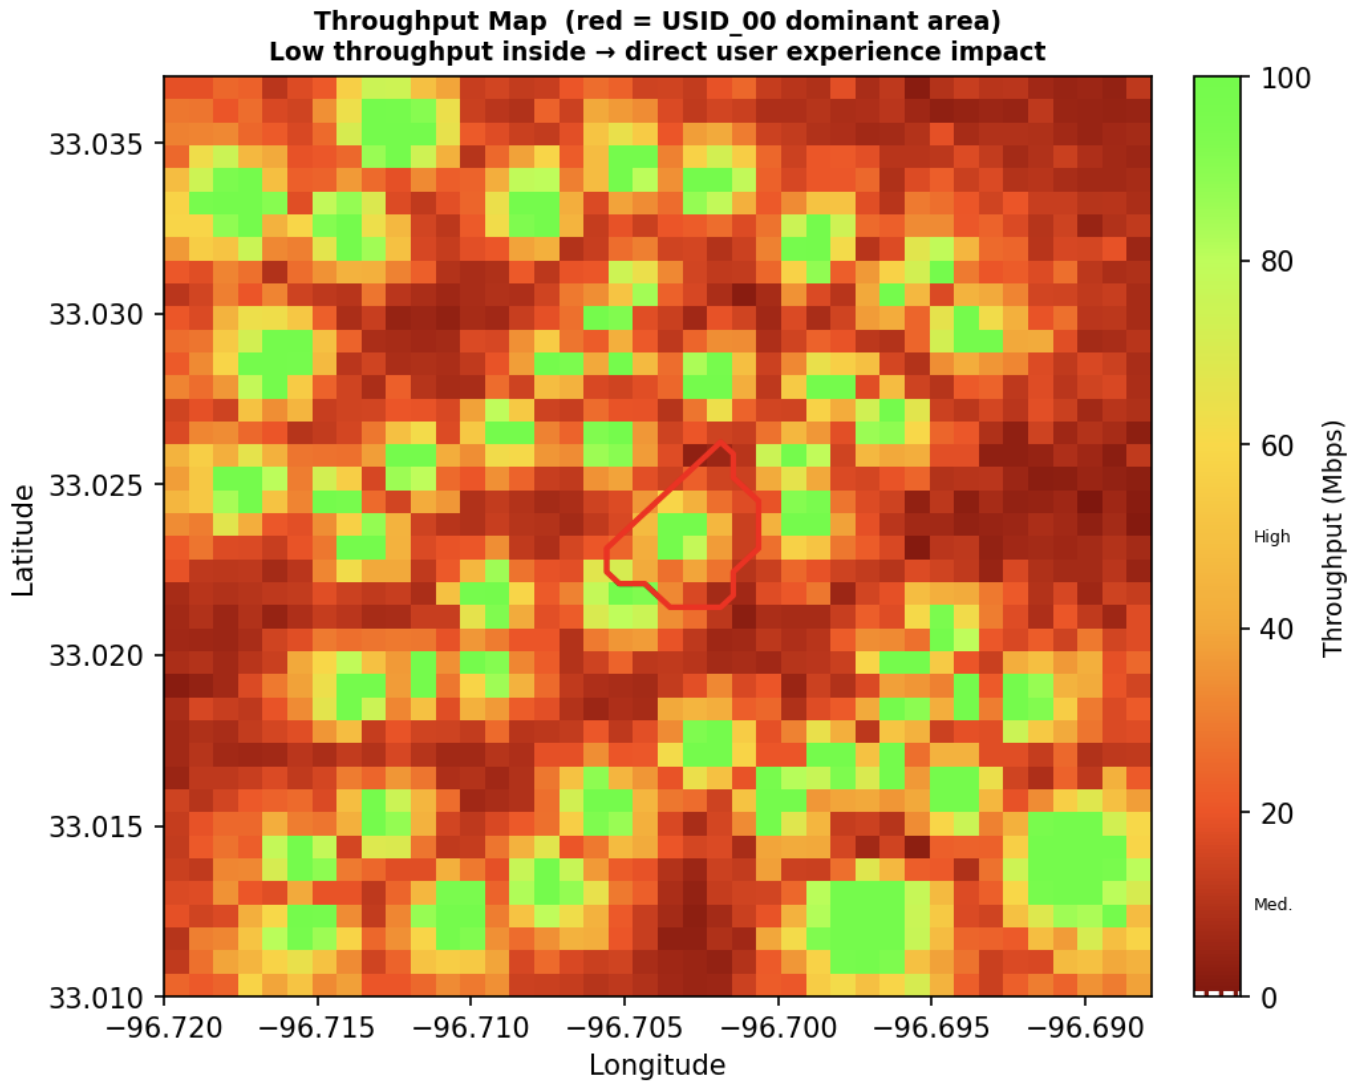 Throughput Map  (red = USID_00 dominant area)
Low throughput inside → direct user experience impact
33.035
33.030
33.025
33.020
33.015
33.010
Latitude
−96.720
−96.715
−96.710
−96.705
−96.700
−96.695
−96.690
Longitude
100
80
60
High
40
20
Med.
0
Throughput (Mbps)